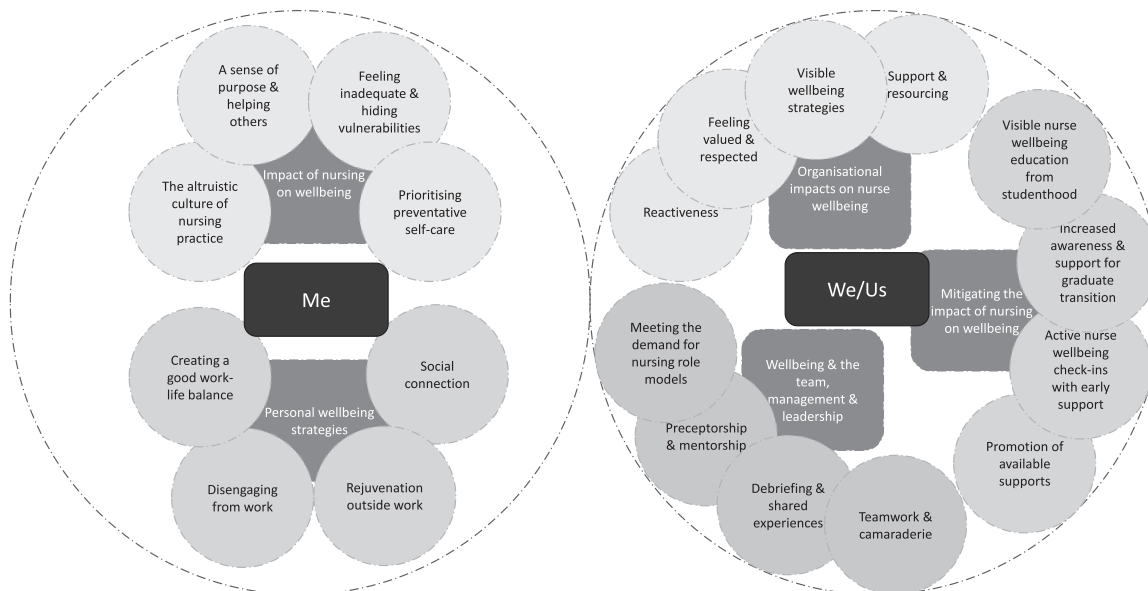 A sense of
purpose &
helping
others
Feeling
inadequate &
hiding
vulnerabilities
The altruistic
culture of
nursing
practice
Impact of nursing
on wellbeing
Prioritising
preventative
self-care
Me
Creating a
good work-
life balance
Social
connection
Personal wellbeing
strategies
Disengaging
from work
Rejuvenation
outside work
Visible
wellbeing
strategies
Support &
resourcing
Feeling
valued &
respected
Reactiveness
Organisational
impacts on nurse
wellbeing
Visible nurse
wellbeing
education
from
studenthood
Increased
awareness &
support for
graduate
transition
We/Us
Mitigating the
impact of nursing
on wellbeing
Active nurse
wellbeing
check-ins
with early
support
Promotion of
available
supports
Meeting the
demand for
nursing role
models
Wellbeing & the
team,
management &
leadership
Preceptorship
& mentorship
Debriefing &
shared
experiences
Teamwork &
camaraderie